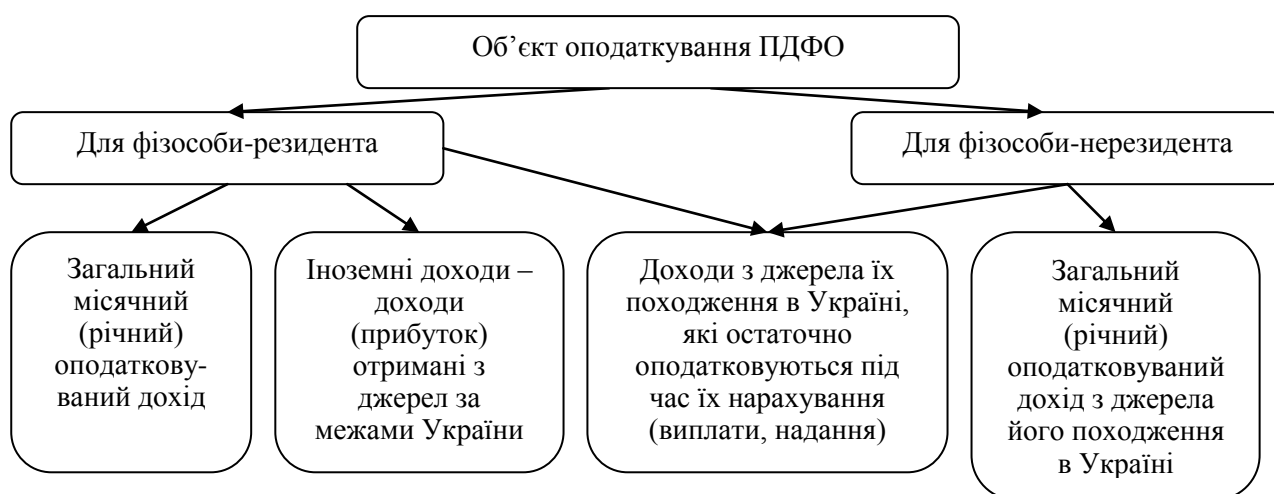 Об’єкт оподаткування ПДФО
Для фізособи-резидента
Для фізособи-нерезидента
Загальний
місячний
(річний)
оподаткову-
ваний дохід
Іноземні доходи –
доходи
(прибуток)
отримані з
джерел за
межами України
Доходи з джерела їх
походження в Україні,
які остаточно
оподатковуються під
час їх нарахування
(виплати, надання)
Загальний
місячний
(річний)
оподатковуваний
дохід з джерела
його походження
в Україні